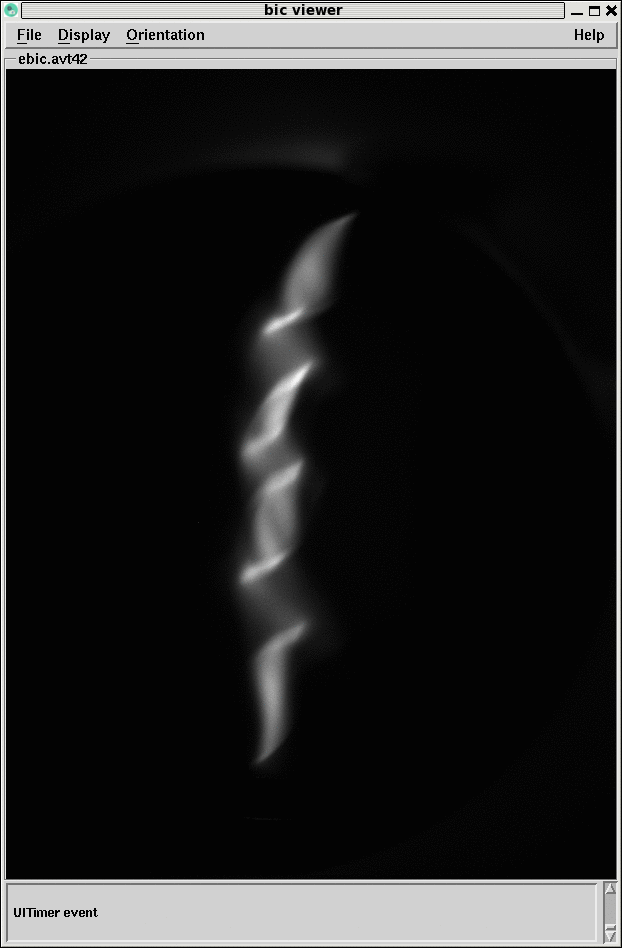 bic viewer
File Display Orientation Help
ebic.avt42
UITimer event